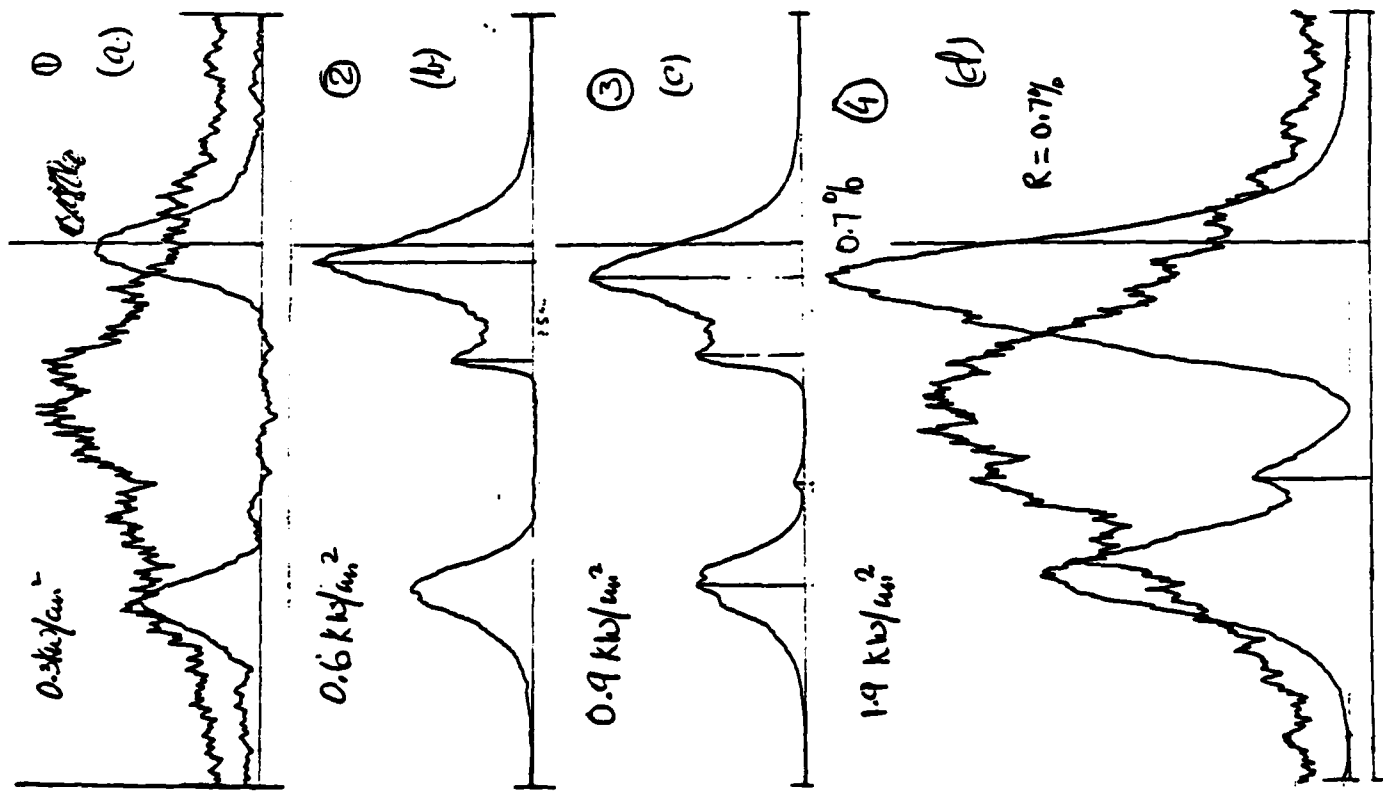 ①
(a)
0.3kW/cm²
②
(b)
0.6 kW/cm²
③
(c)
0.9 kW/cm²
④
(d)
0.7%
R = 0.7%
1.9 kW/cm²